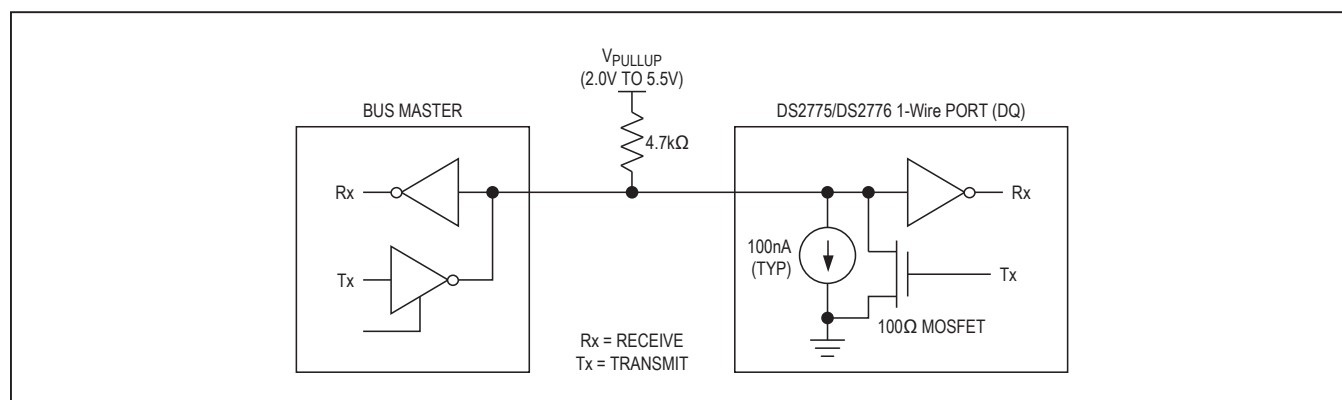 VPULLUP
(2.0V TO 5.5V)
BUS MASTER
DS2775/DS2776 1-Wire PORT (DQ)
4.7kΩ
Rx
Rx
Tx
100nA
(TYP)
Tx
100Ω MOSFET
Rx = RECEIVE
Tx = TRANSMIT